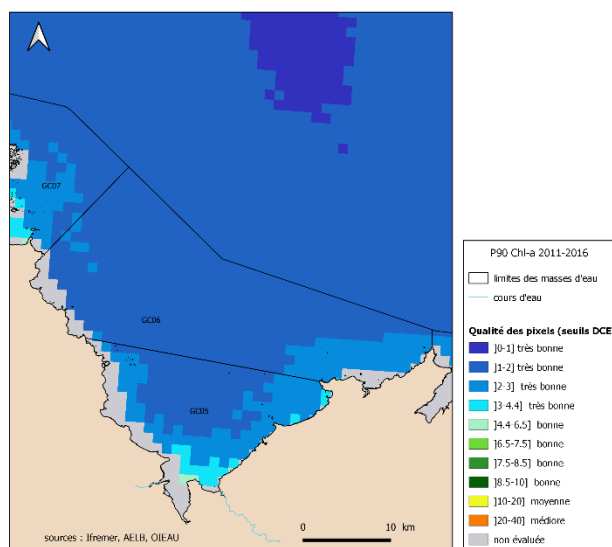 GC07
GC06
GC05
sources : Ifremer, AELB, OIEAU
0 10 km
P90 Chl-a 2011-2016
limites des masses d'eau
cours d'eau
Qualité des pixels (seuils DCE
]0-1] très bonne
]1-2] très bonne
]2-3] très bonne
]3-4.4] très bonne
]4.4-6.5] bonne
]6.5-7.5] bonne
]7.5-8.5] bonne
]8.5-10] bonne
]10-20] moyenne
]20-40] médiore
non évaluée